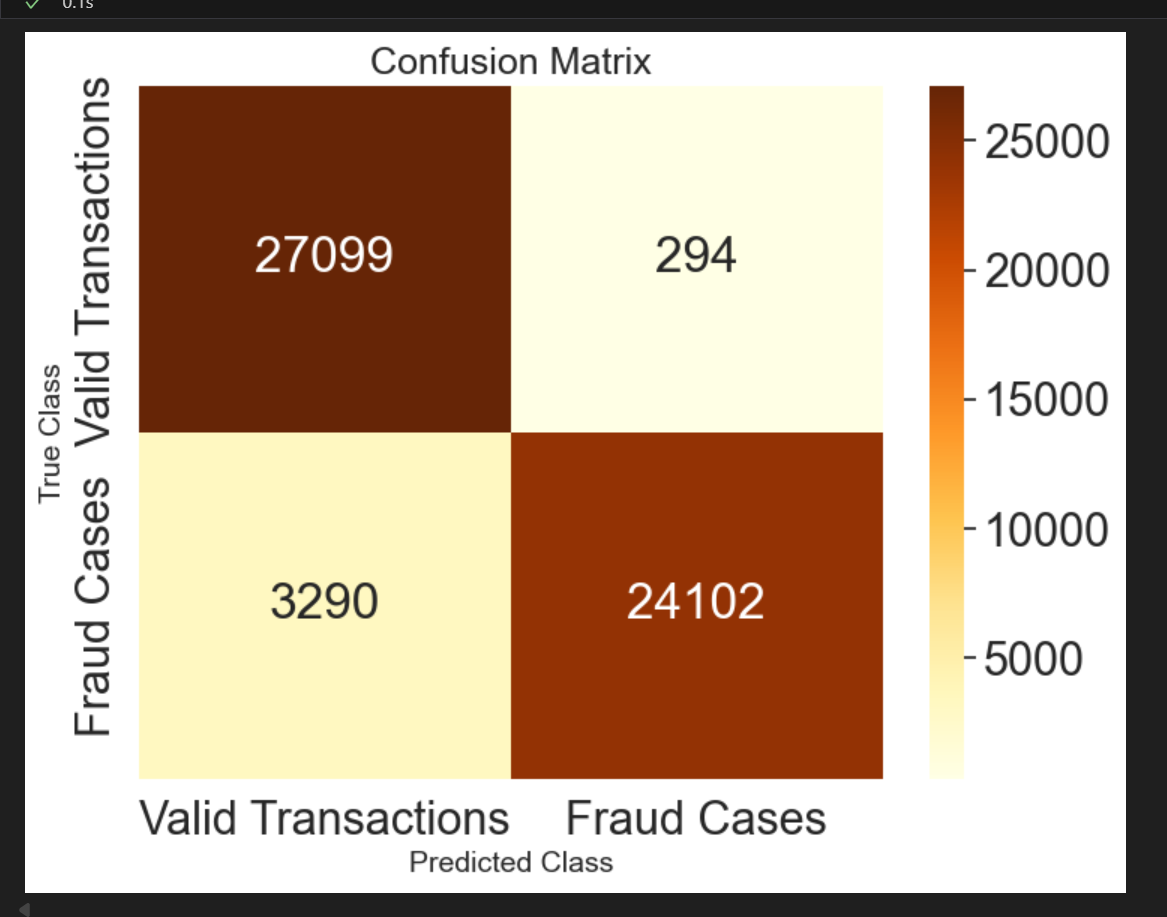 0.1s
Confusion Matrix
True Class
Valid Transactions
Fraud Cases
27099
294
3290
24102
25000
20000
15000
10000
5000
Valid Transactions
Fraud Cases
Predicted Class